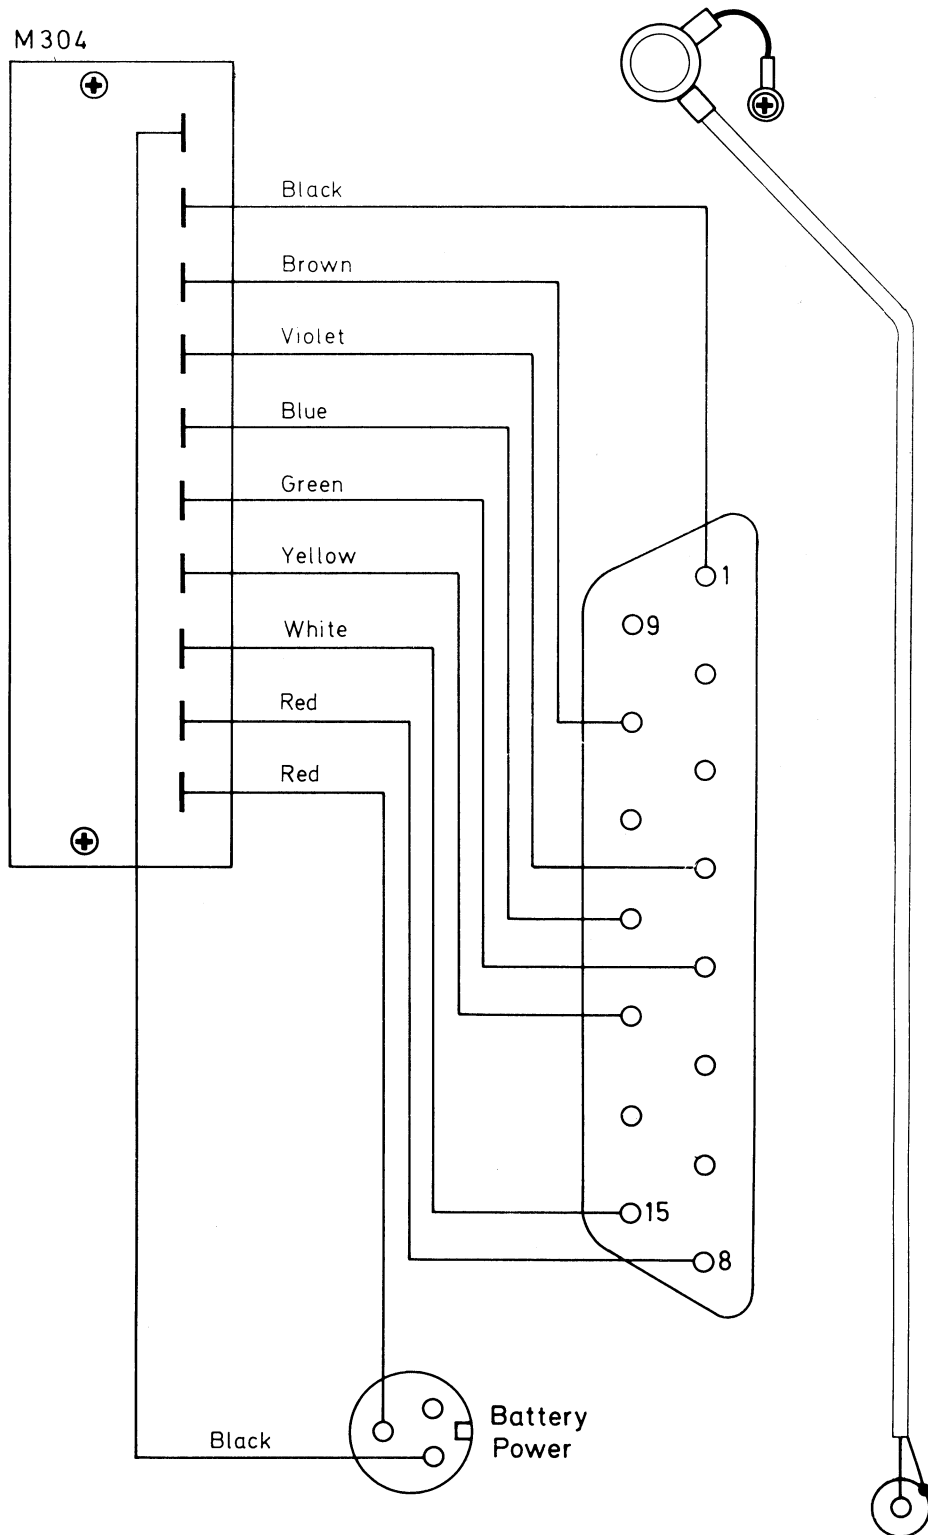 M304
Black
Brown
Violet
Blue
Green
Yellow
White
Red
Red
1
9
15
8
Battery
Power
Black